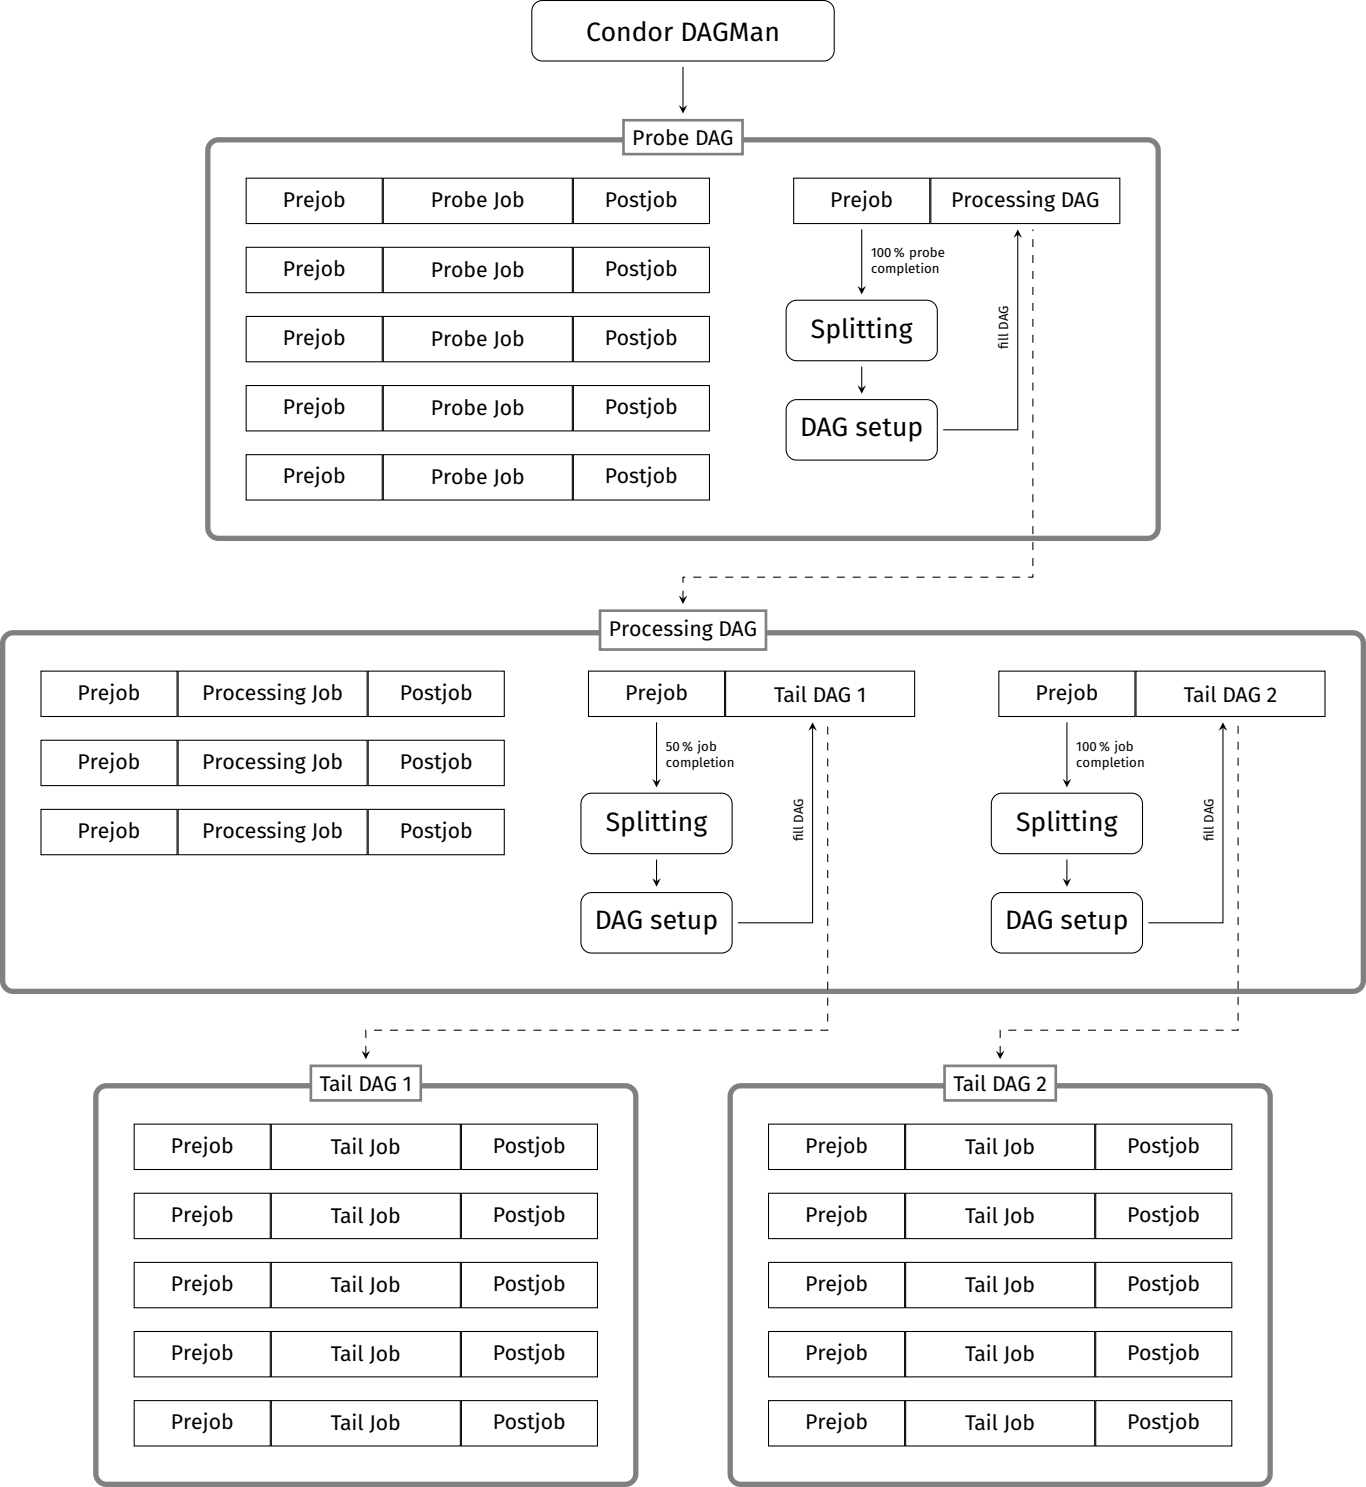 Condor DAGMan
Probe DAG
Prejob Probe Job Postjob
Prejob Probe Job Postjob
Prejob Probe Job Postjob
Prejob Probe Job Postjob
Prejob Probe Job Postjob
Prejob Processing DAG
100 % probe
completion
Splitting
DAG setup
fill DAG
Processing DAG
Prejob Processing Job Postjob
Prejob Processing Job Postjob
Prejob Processing Job Postjob
Prejob Tail DAG 1
50 % job
completion
Splitting
DAG setup
fill DAG
Prejob Tail DAG 2
100 % job
completion
Splitting
DAG setup
fill DAG
Tail DAG 1
Prejob Tail Job Postjob
Prejob Tail Job Postjob
Prejob Tail Job Postjob
Prejob Tail Job Postjob
Prejob Tail Job Postjob
Tail DAG 2
Prejob Tail Job Postjob
Prejob Tail Job Postjob
Prejob Tail Job Postjob
Prejob Tail Job Postjob
Prejob Tail Job Postjob